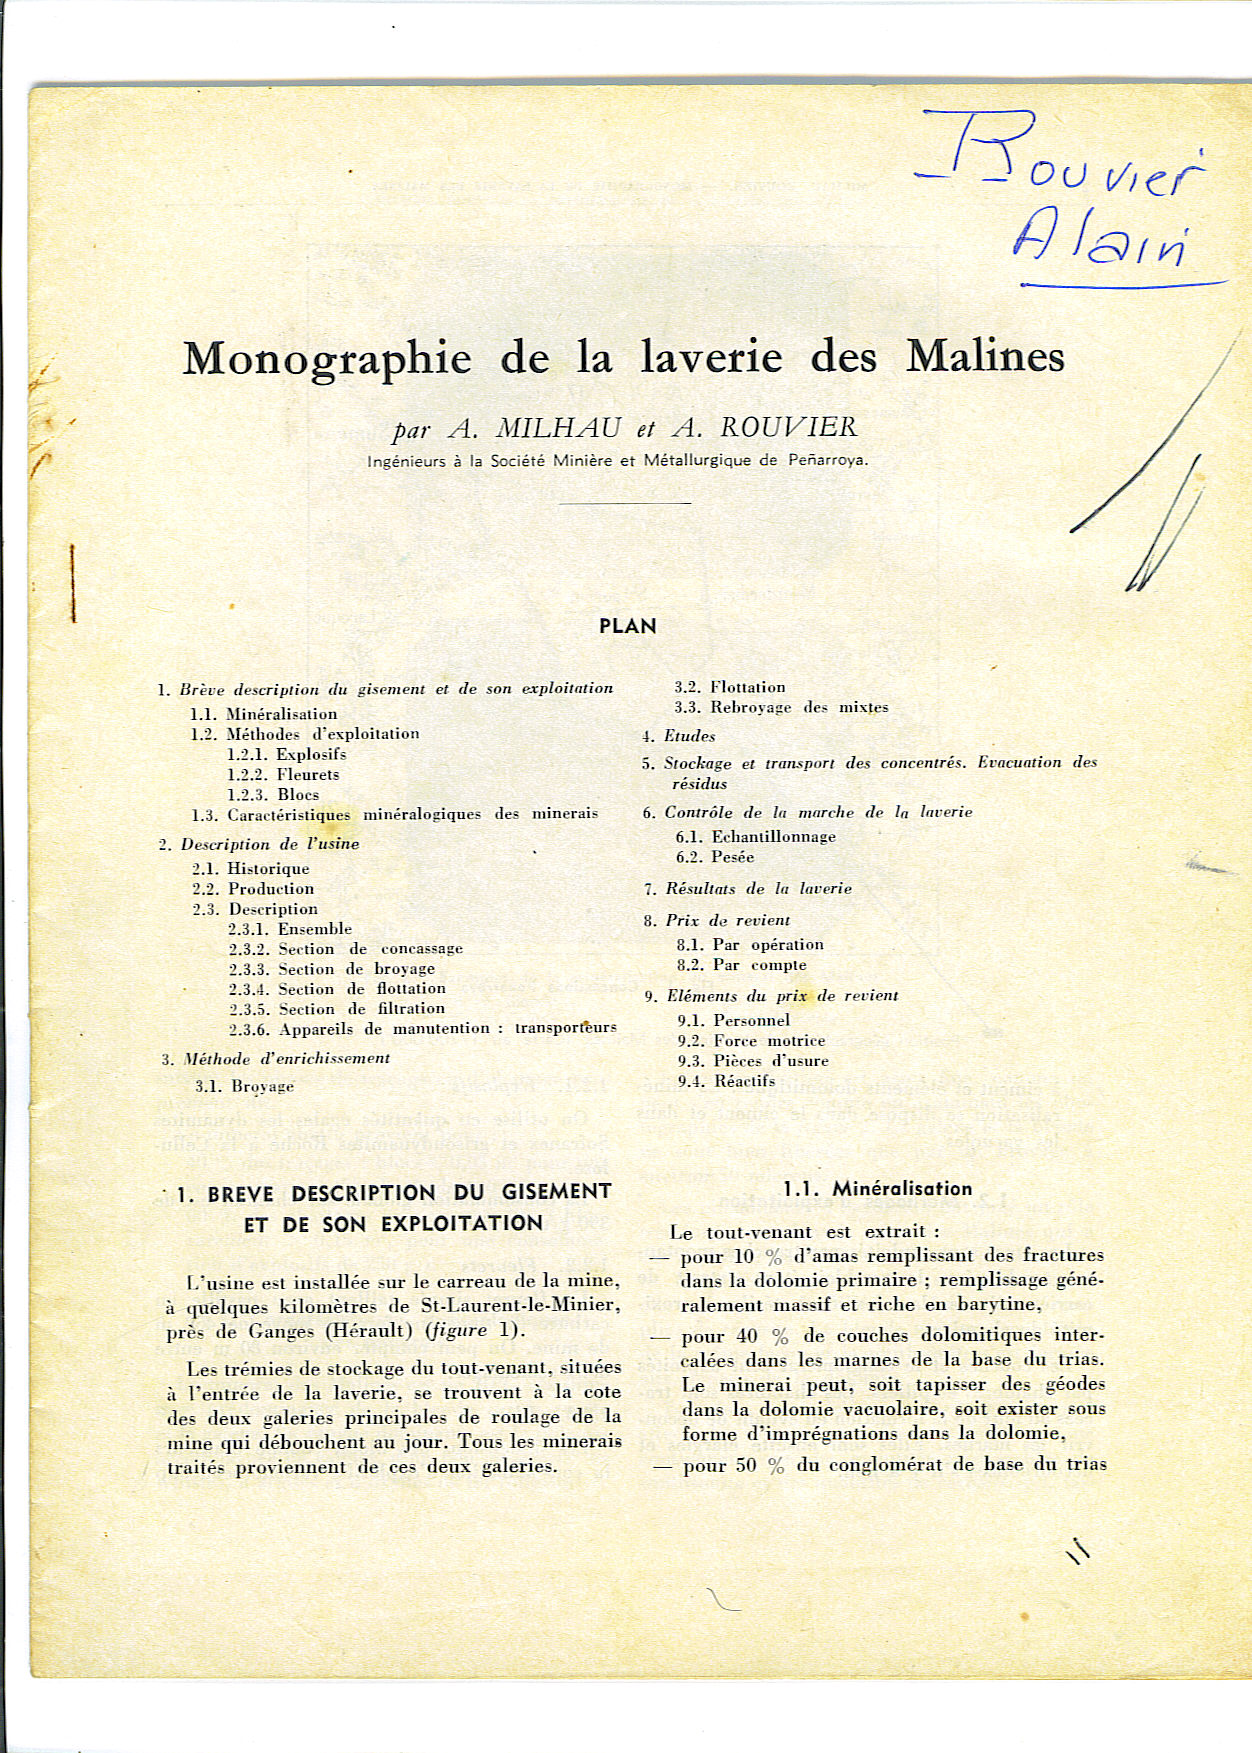 Rouvier
Alain
Monographie de la laverie des Malines
par A. MILHAU et A. ROUVIER
Ingénieurs à la Société Minière et Métallurgique de Peñarroya.
PLAN
1. Brève description du gisement et de son exploitation
1.1. Minéralisation
1.2. Méthodes d'exploitation
1.2.1. Explosifs
1.2.2. Fleurets
1.2.3. Blocs
1.3. Caractéristiques minéralogiques des minerais
2. Description de l'usine
2.1. Historique
2.2. Production
2.3. Description
2.3.1. Ensemble
2.3.2. Section de concassage
2.3.3. Section de broyage
2.3.4. Section de flottation
2.3.5. Section de filtration
2.3.6. Appareils de manutention : transporteurs
3. Méthode d'enrichissement
3.1. Broyage
3.2. Flottation
3.3. Rebroyage des mixtes
4. Etudes
5. Stockage et transport des concentrés. Evacuation des
résidus
6. Contrôle de la marche de la laverie
6.1. Echantillonnage
6.2. Pesée
7. Résultats de la laverie
8. Prix de revient
8.1. Par opération
8.2. Par compte
9. Eléments du prix de revient
9.1. Personnel
9.2. Force motrice
9.3. Pièces d'usure
9.4. Réactifs
1. BREVE DESCRIPTION DU GISEMENT
ET DE SON EXPLOITATION
L'usine est installée sur le carreau de la mine,
à quelques kilomètres de St-Laurent-le-Minier,
près de Ganges (Hérault) (figure 1).
Les trémies de stockage du tout-venant, situées
à l'entrée de la laverie, se trouvent à la cote
des deux galeries principales de roulage de la
mine qui débouchent au jour. Tous les minerais
traités proviennent de ces deux galeries.
1.1. Minéralisation
Le tout-venant est extrait :
— pour 10 % d'amas remplissant des fractures
dans la dolomie primaire ; remplissage géné-
ralement massif et riche en barytine,
— pour 40 % de couches dolomitiques inter-
calées dans les marnes de la base du trias.
Le minerai peut, soit tapisser des géodes
dans la dolomie vacuolaire, soit exister sous
forme d'imprégnations dans la dolomie,
— pour 50 % du conglomérat de base du trias